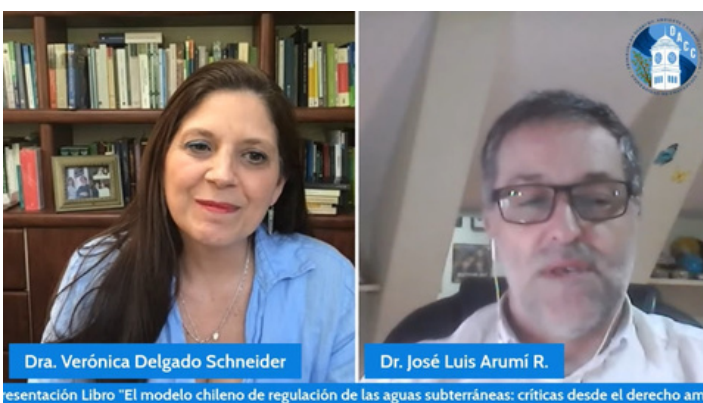 DACC
Dra. Verónica Delgado Schneider
Dr. José Luis Arumí R.
resentación Libro "El modelo chileno de regulación de las aguas subterráneas: críticas desde el derecho am